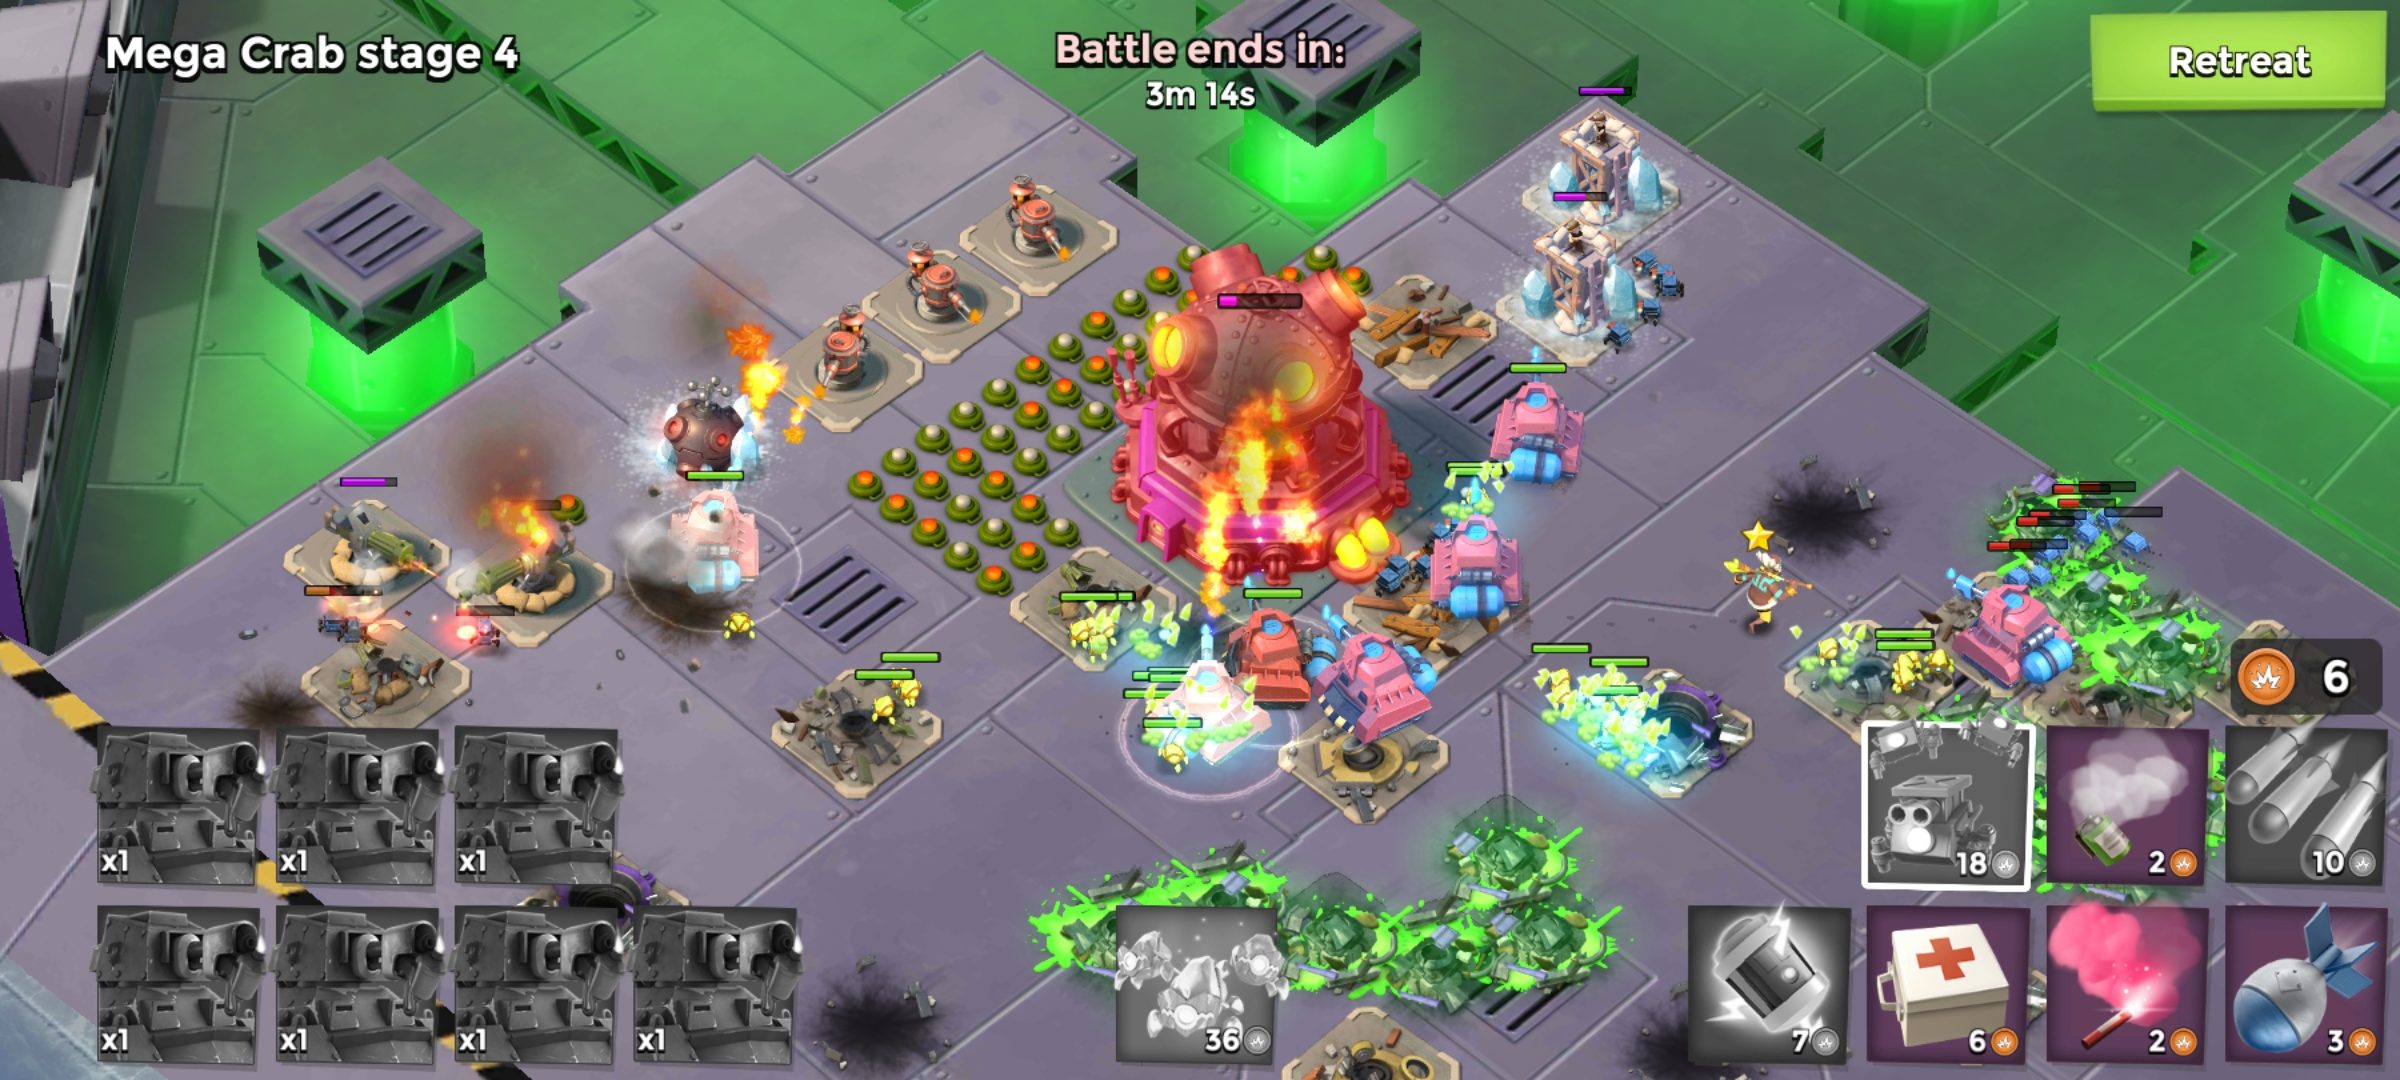 Mega Crab stage 4
Battle ends in:
3m 14s
Retreat
6
x1
x1
x1
18
2
10
x1
x1
x1
x1
36
7
6
2
3